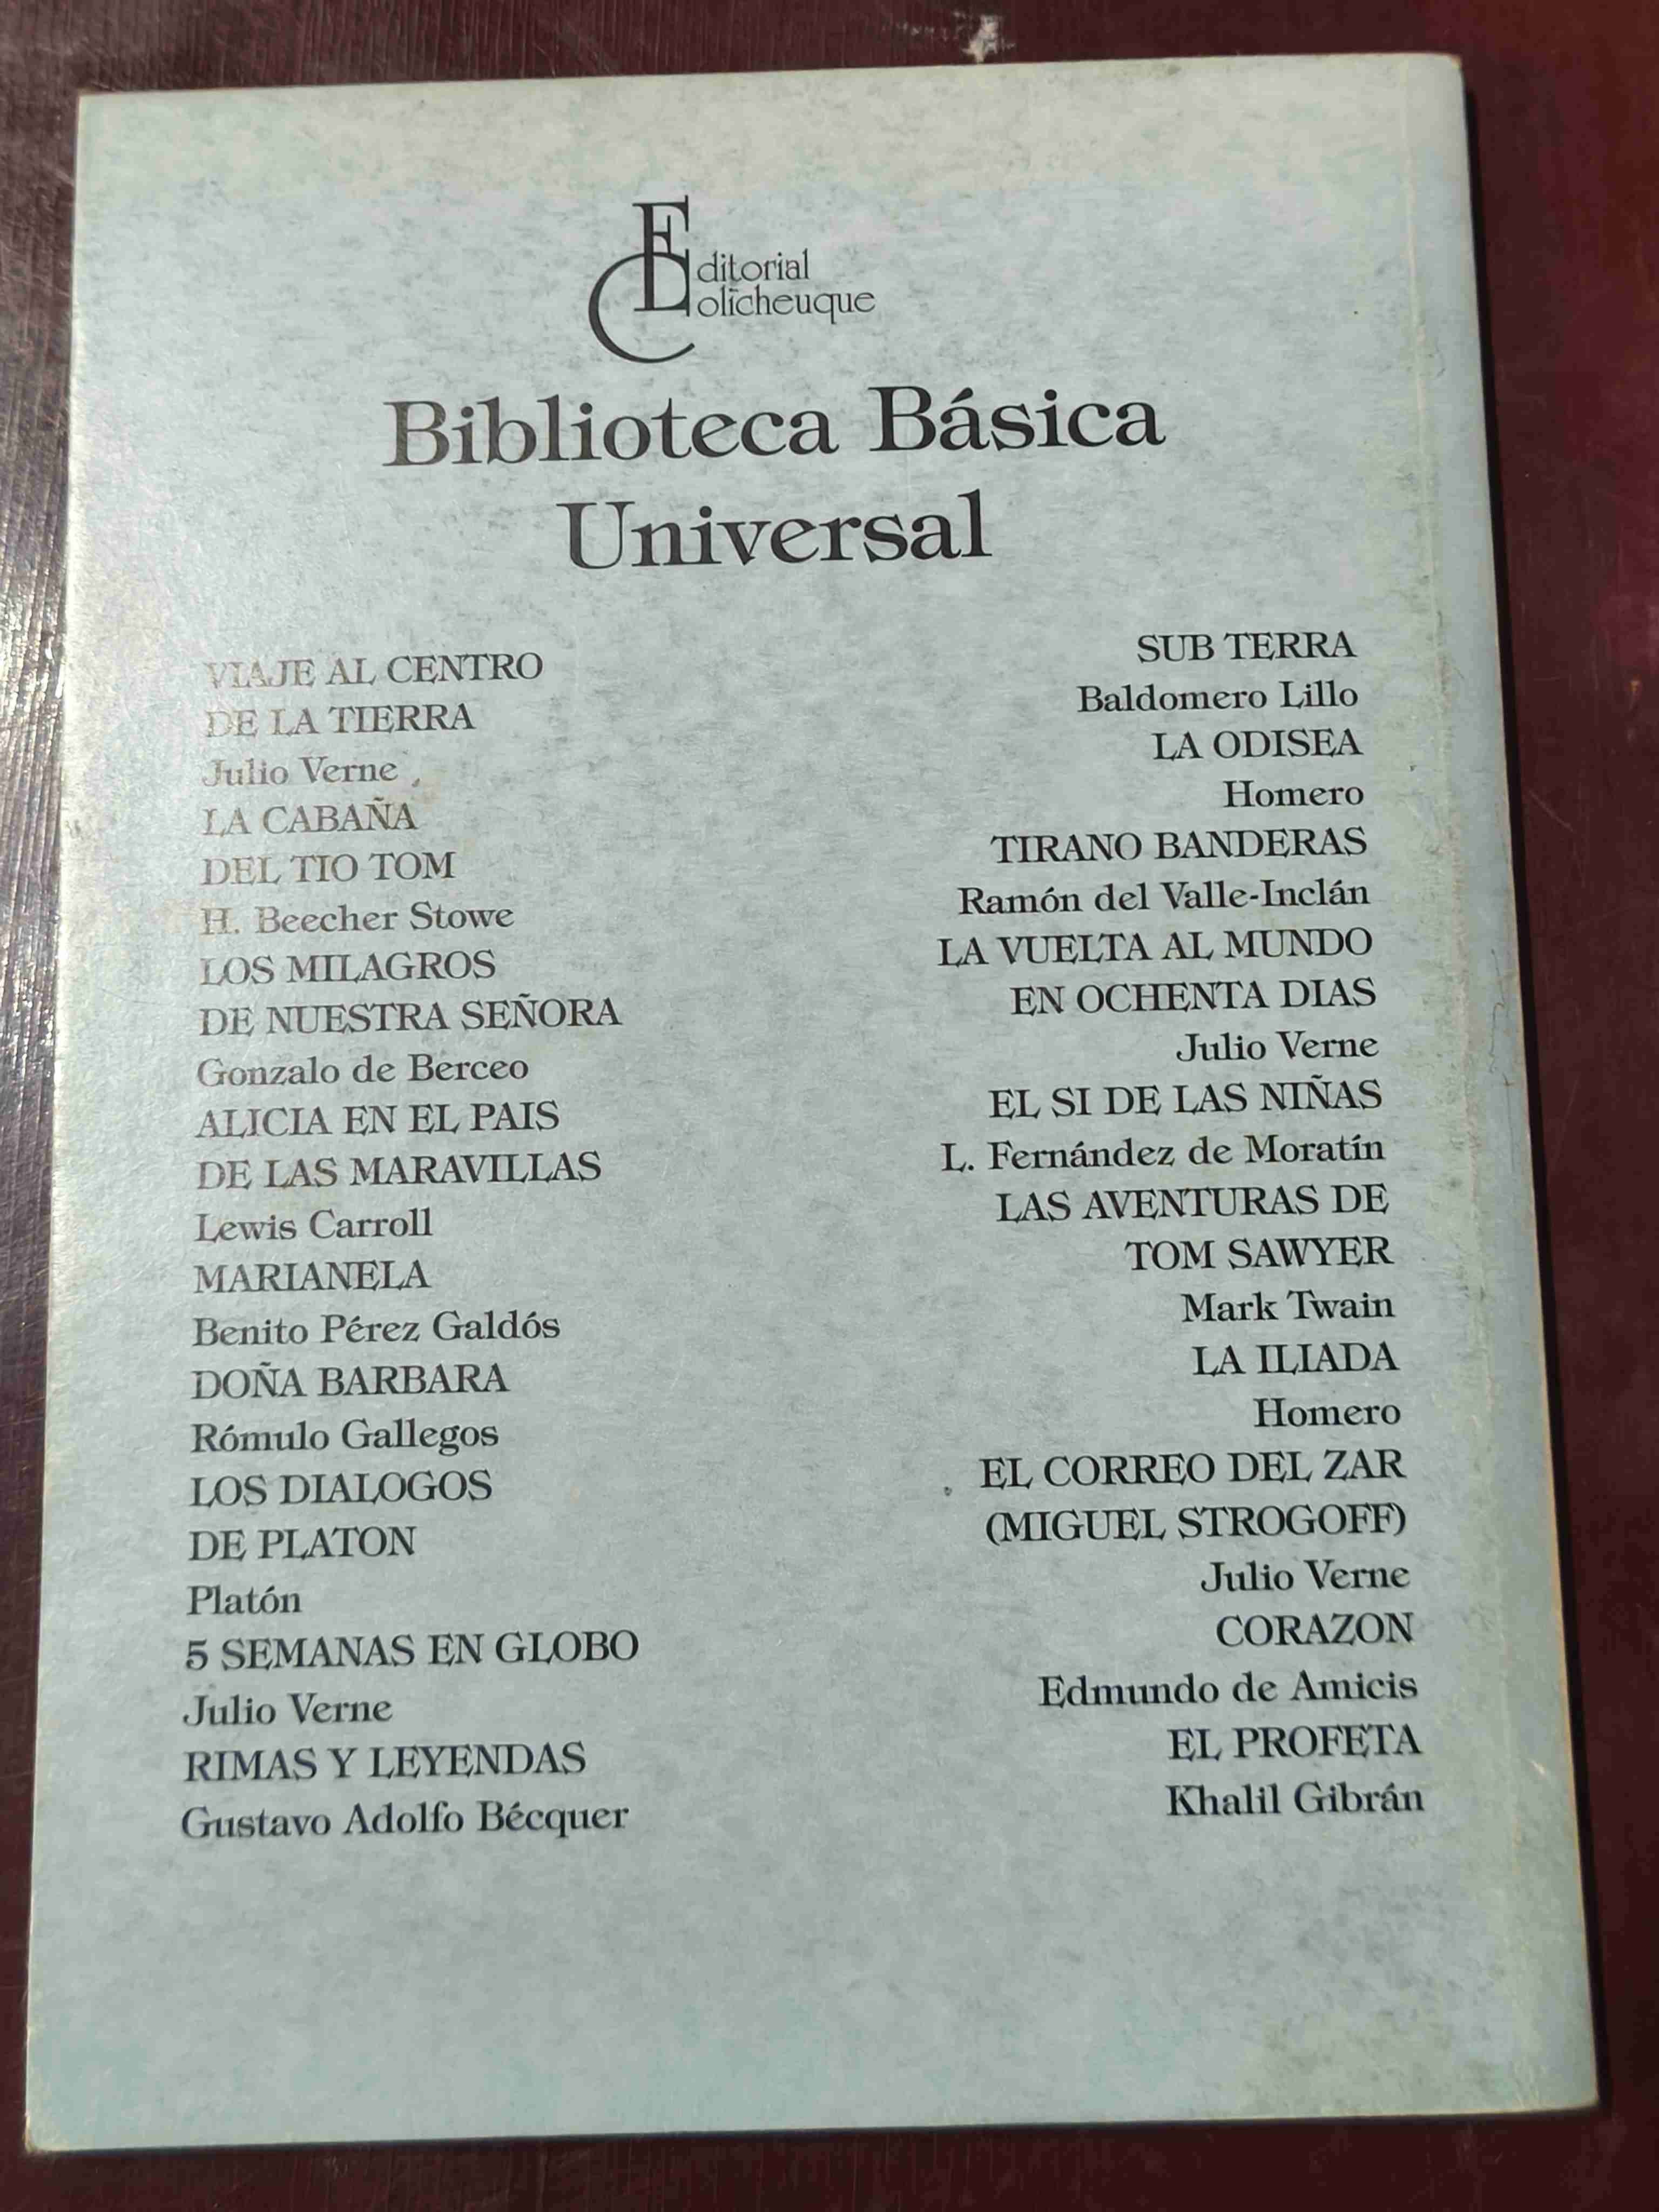 Editorial
Colicheuque
Biblioteca Básica
Universal
VIAJE AL CENTRO
DE LA TIERRA
Julio Verne
LA CABAÑA
DEL TIO TOM
H. Beecher Stowe
LOS MILAGROS
DE NUESTRA SEÑORA
Gonzalo de Berceo
ALICIA EN EL PAIS
DE LAS MARAVILLAS
Lewis Carroll
MARIANELA
Benito Pérez Galdós
DOÑA BARBARA
Rómulo Gallegos
LOS DIALOGOS
DE PLATON
Platón
5 SEMANAS EN GLOBO
Julio Verne
RIMAS Y LEYENDAS
Gustavo Adolfo Bécquer
SUB TERRA
Baldomero Lillo
LA ODISEA
Homero
TIRANO BANDERAS
Ramón del Valle-Inclán
LA VUELTA AL MUNDO
EN OCHENTA DIAS
Julio Verne
EL SI DE LAS NIÑAS
L. Fernández de Moratín
LAS AVENTURAS DE
TOM SAWYER
Mark Twain
LA ILIADA
Homero
EL CORREO DEL ZAR
(MIGUEL STROGOFF)
Julio Verne
CORAZON
Edmundo de Amicis
EL PROFETA
Khalil Gibrán